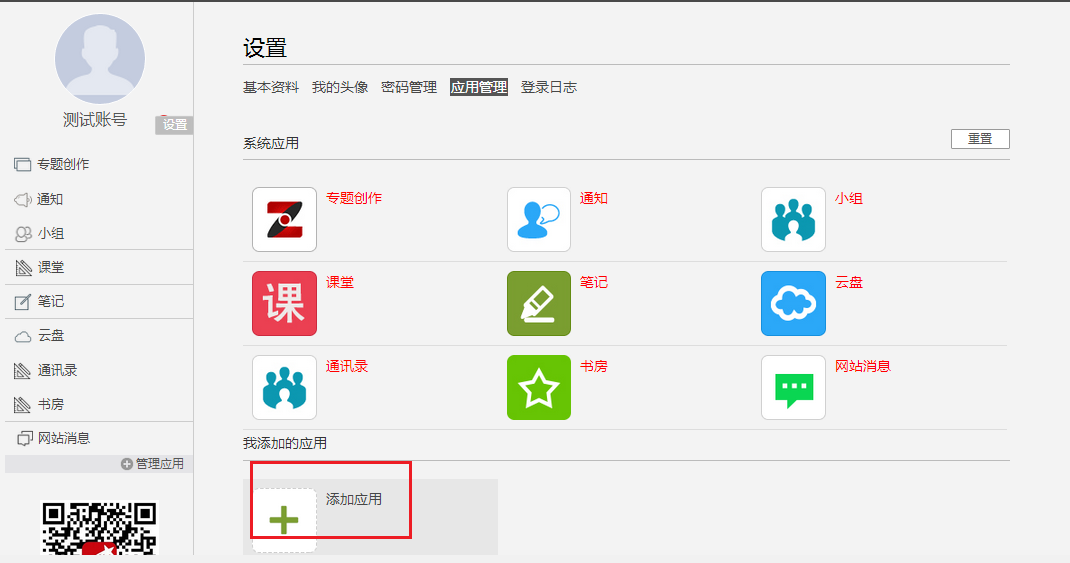 测试账号
设置
专题创作
通知
小组
课堂
笔记
云盘
通讯录
书房
网站消息
管理应用
设置
基本资料 我的头像 密码管理 应用管理 登录日志
系统应用 重置
专题创作 通知 小组
课 课堂 笔记 云盘
通讯录 书房 网站消息
我添加的应用
添加应用